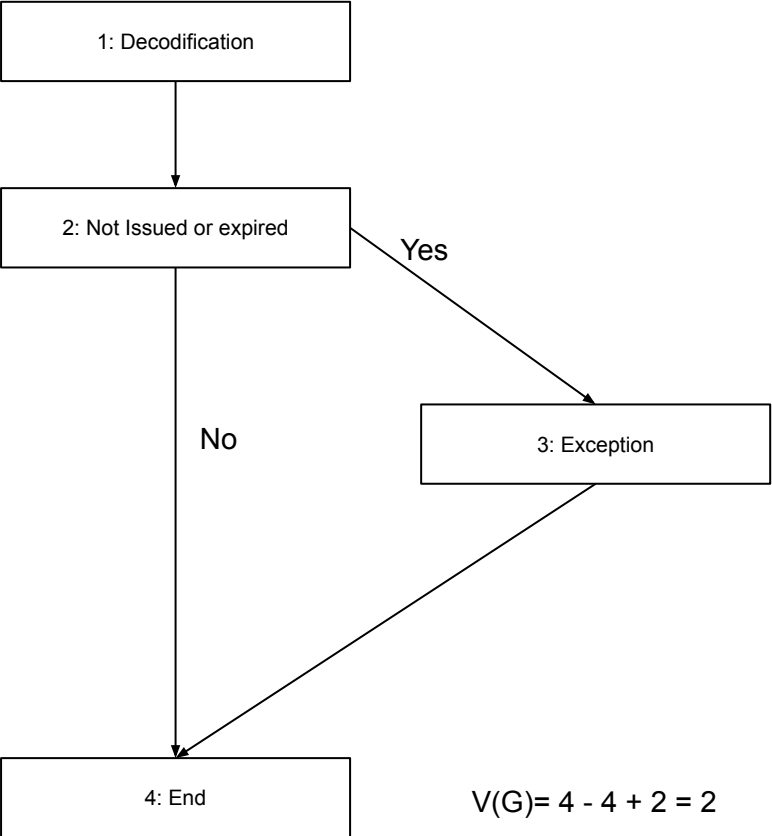 1: Decodification
2: Not Issued or expired
Yes
No
3: Exception
4: End
V(G)= 4 - 4 + 2 = 2